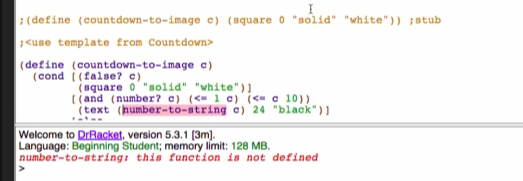 ;(define (countdown-to-image c) (square 0 "solid" "white")) ;stub
;<use template from Countdown>
(define (countdown-to-image c)
(cond [(false? c)
(square 0 "solid" "white")]
[(and (number? c) (<= 1 c) (<= c 10))
(text (number-to-string c) 24 "black")]
Welcome to DrRacket, version 5.3.1 [3m].
Language: Beginning Student; memory limit: 128 MB.
number-to-string: this function is not defined
>